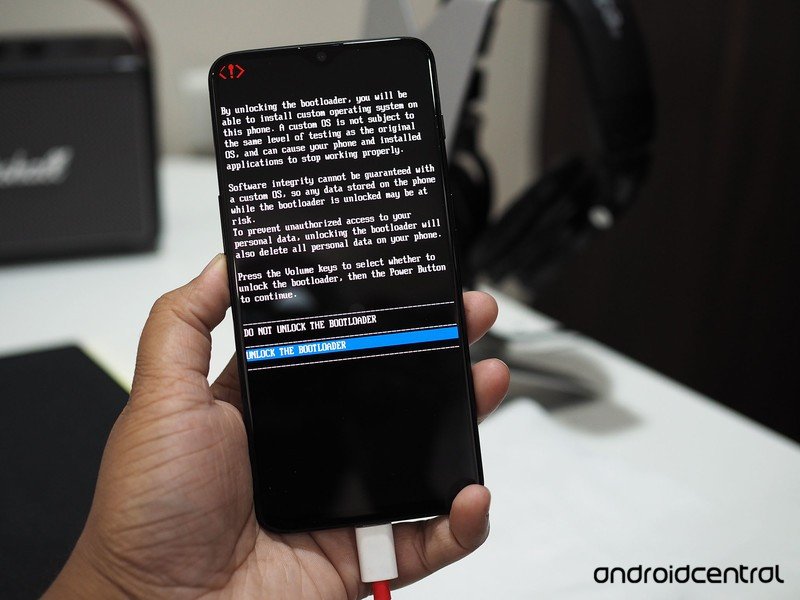 <!>
By unlocking the bootloader, you will be
able to install custom operating system on
this phone. A custom OS is not subject to
the same level of testing as the original
OS, and can cause your phone and installed
applications to stop working properly.
Software integrity cannot be guaranteed with
a custom OS, so any data stored on the phone
while the bootloader is unlocked may be at
risk.
To prevent unauthorized access to your
personal data, unlocking the bootloader will
also delete all personal data on your phone.
Press the Volume keys to select whether to
unlock the bootloader, then the Power Button
to continue.
DO NOT UNLOCK THE BOOTLOADER
UNLOCK THE BOOTLOADER
Marshall
androidcentral